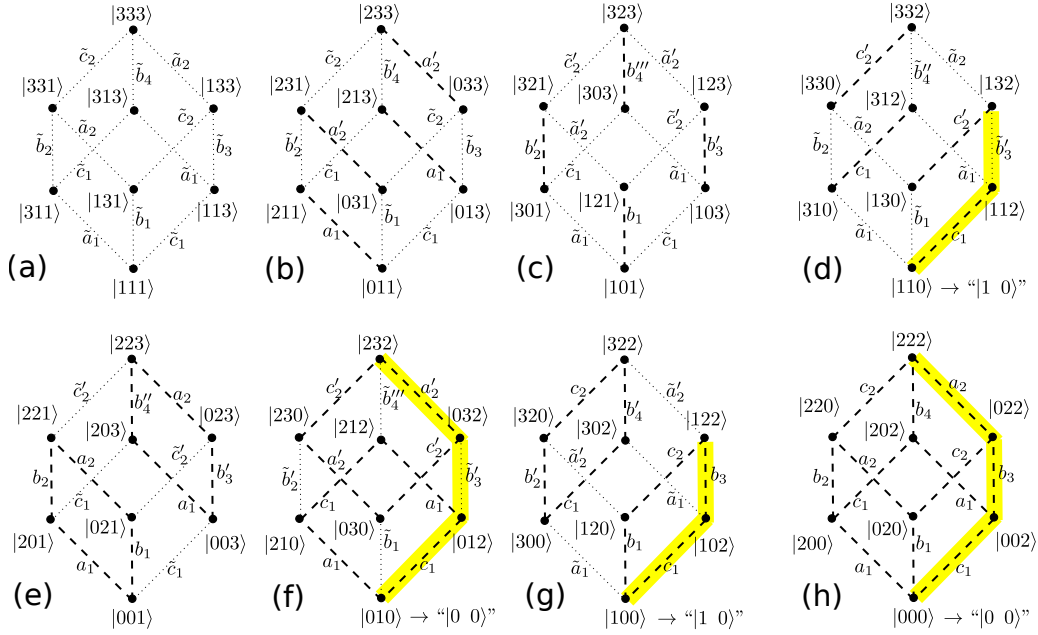 |333⟩
c̃₂ b̃₄ ã₂
|331⟩ |313⟩ |133⟩
b̃₂ ã₂ c̃₂ b̃₃
c̃₁ ã₁
|311⟩ |131⟩ |113⟩
ã₁ b̃₁ c̃₁
(a)
|111⟩
|233⟩
c̃₂ b̃′₄ a′₂
|231⟩ |213⟩ |033⟩
b̃′₂ a′₂ c̃₂ b̃₃
c̃₁ a₁
|211⟩ |031⟩ |013⟩
a₁ b̃₁ c̃₁
(b)
|011⟩
|323⟩
c̃′₂ b‴₄ ã′₂
|321⟩ |303⟩ |123⟩
b′₂ ã′₂ c̃′₂ b′₃
c̃₁ ã₁
|301⟩ |121⟩ |103⟩
ã₁ b₁ c̃₁
(c)
|101⟩
|332⟩
c′₂ b̃″₄ ã₂
|330⟩ |312⟩ |132⟩
b̃₂ ã₂ c′₂ b̃′₃
c₁ ã₁
|310⟩ |130⟩ |112⟩
ã₁ b̃₁ c₁
(d)
|110⟩ → “|1 0⟩”
|223⟩
c̃′₂ b″₄ a₂
|221⟩ |203⟩ |023⟩
b₂ a₂ c̃′₂ b′₃
c̃₁ a₁
|201⟩ |021⟩ |003⟩
a₁ b₁ c̃₁
(e)
|001⟩
|232⟩
c′₂ b̃‴₄ a′₂
|230⟩ |212⟩ |032⟩
b̃′₂ a′₂ c′₂ b̃′₃
c₁ a₁
|210⟩ |030⟩ |012⟩
a₁ b̃₁ c₁
(f)
|010⟩ → “|0 0⟩”
|322⟩
c₂ b′₄ ã′₂
|320⟩ |302⟩ |122⟩
b′₂ ã′₂ c₂ b₃
c₁ ã₁
|300⟩ |120⟩ |102⟩
ã₁ b₁ c₁
(g)
|100⟩ → “|1 0⟩”
|222⟩
c₂ b₄ a₂
|220⟩ |202⟩ |022⟩
b₂ a₂ c₂ b₃
c₁ a₁
|200⟩ |020⟩ |002⟩
a₁ b₁ c₁
(h)
|000⟩ → “|0 0⟩”